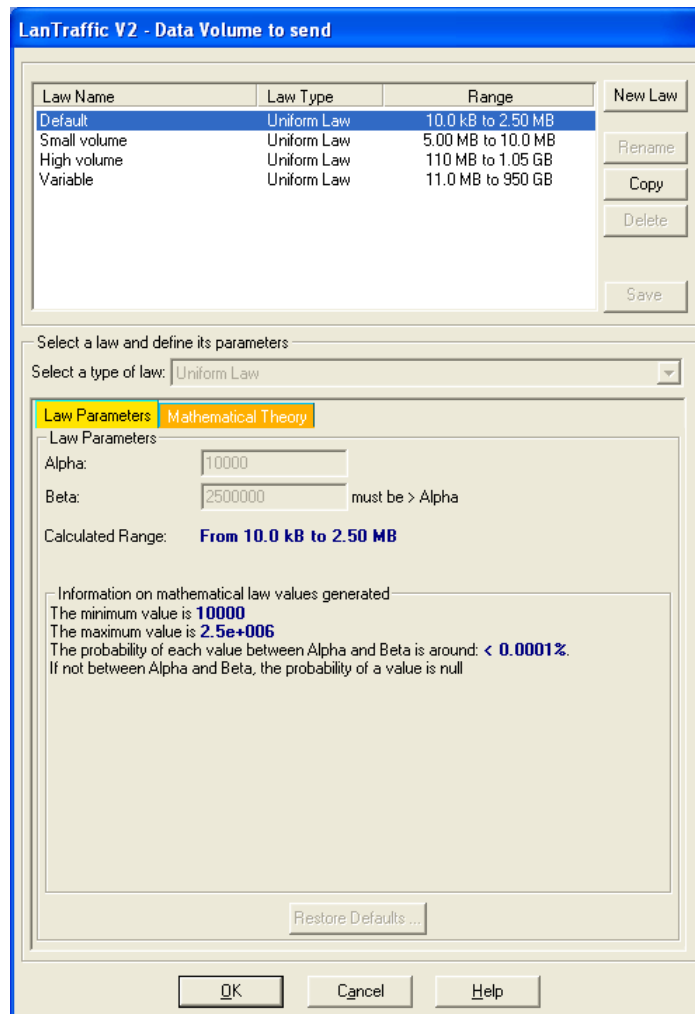 LanTraffic V2 - Data Volume to send
Law Name Law Type Range New Law
Default Uniform Law 10.0 kB to 2.50 MB
Small volume Uniform Law 5.00 MB to 10.0 MB Rename
High volume Uniform Law 110 MB to 1.05 GB
Variable Uniform Law 11.0 MB to 950 GB Copy
Delete
Save
Select a law and define its parameters
Select a type of law: Uniform Law
Law Parameters Mathematical Theory
Law Parameters
Alpha: 10000
Beta: 2500000 must be > Alpha
Calculated Range: From 10.0 kB to 2.50 MB
Information on mathematical law values generated
The minimum value is 10000
The maximum value is 2.5e+006
The probability of each value between Alpha and Beta is around: < 0.0001%.
If not between Alpha and Beta, the probability of a value is null
Restore Defaults ...
OK Cancel Help